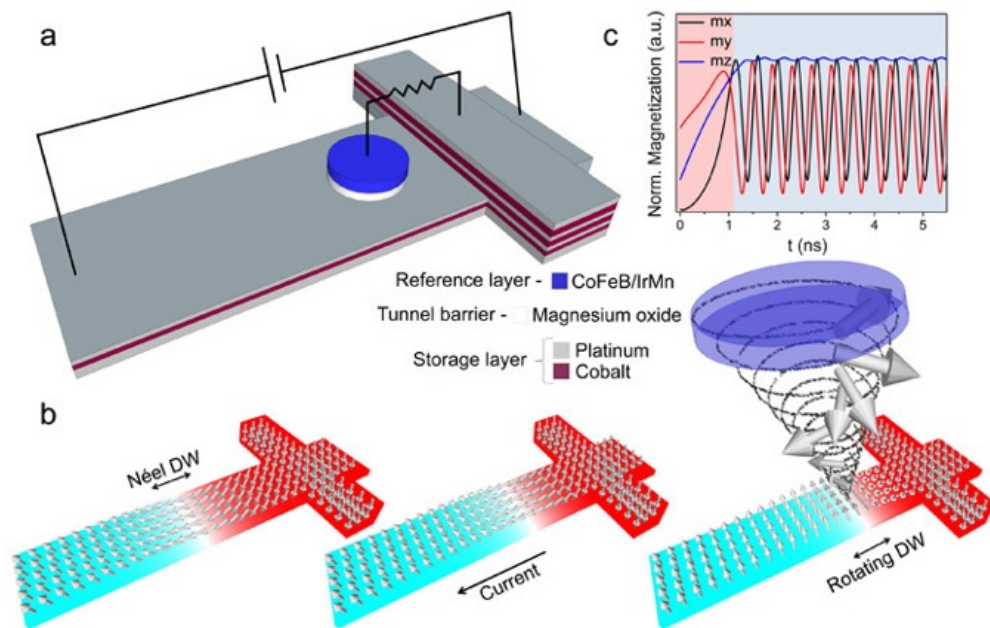 a
c
mx
my
mz
Norm. Magnetization (a.u.)
0 1 2 3 4 5
t (ns)
Reference layer - CoFeB/IrMn
Tunnel barrier - Magnesium oxide
Storage layer
Platinum
Cobalt
b
Néel DW
Current
Rotating DW